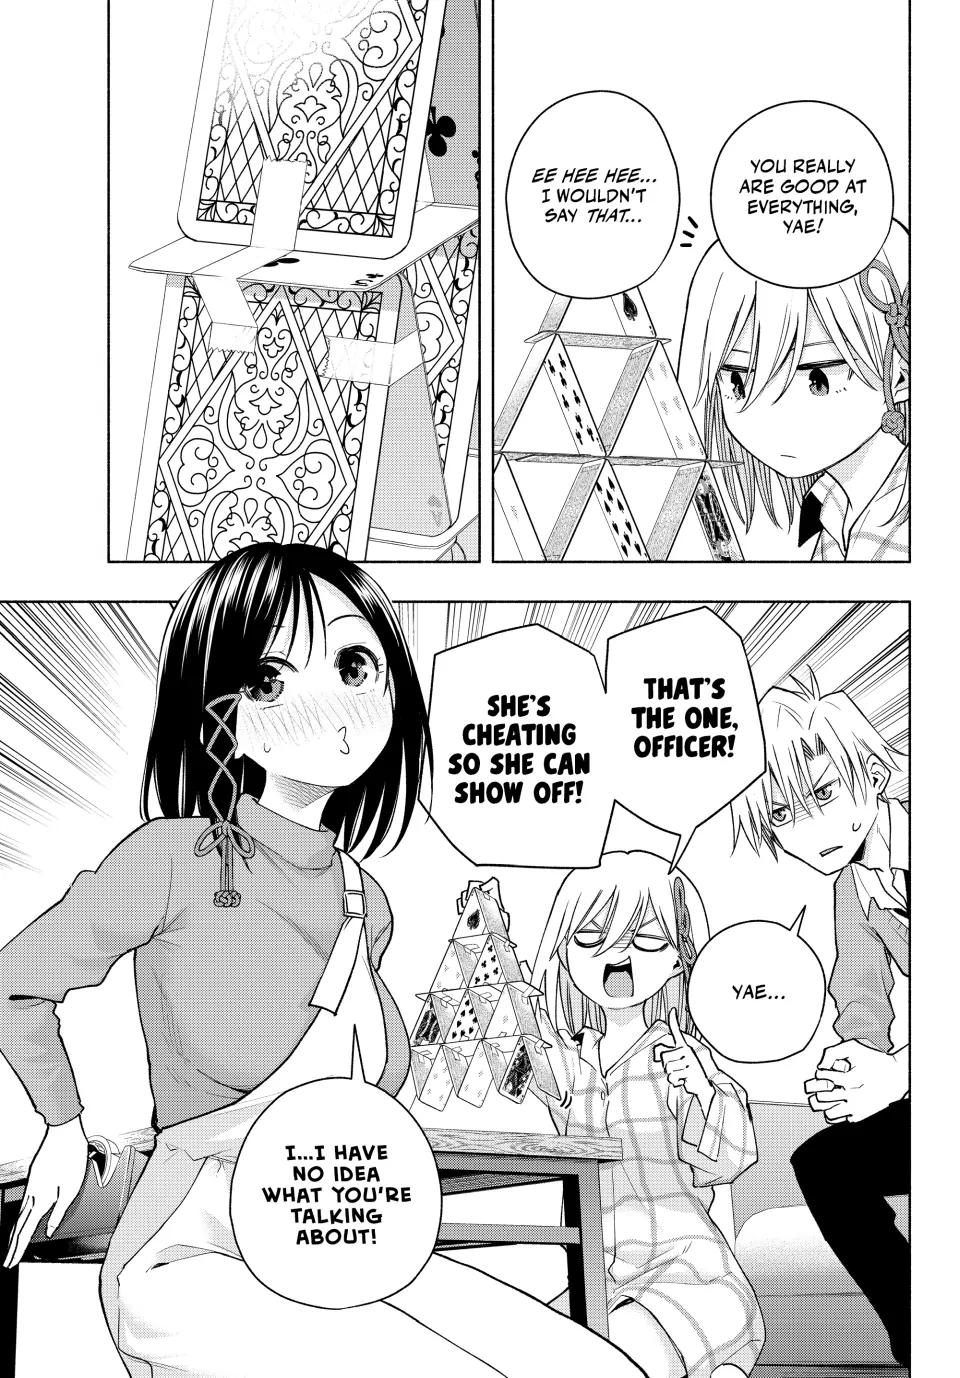 YOU REALLY
ARE GOOD AT
EVERYTHING,
YAE!
EE HEE HEE...
I WOULDN'T
SAY THAT...
THAT'S
THE ONE,
OFFICER!
SHE'S
CHEATING
SO SHE CAN
SHOW OFF!
YAE...
I...I HAVE
NO IDEA
WHAT YOU'RE
TALKING
ABOUT!